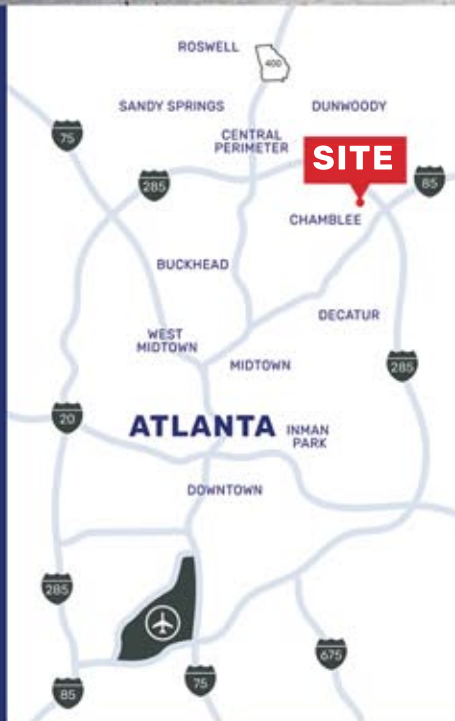 ROSWELL
400
SANDY SPRINGS
DUNWOODY
75
CENTRAL
PERIMETER
SITE
285
85
CHAMBLEE
BUCKHEAD
DECATUR
WEST
MIDTOWN
MIDTOWN
285
20
ATLANTA
INMAN
PARK
DOWNTOWN
285
675
75
85